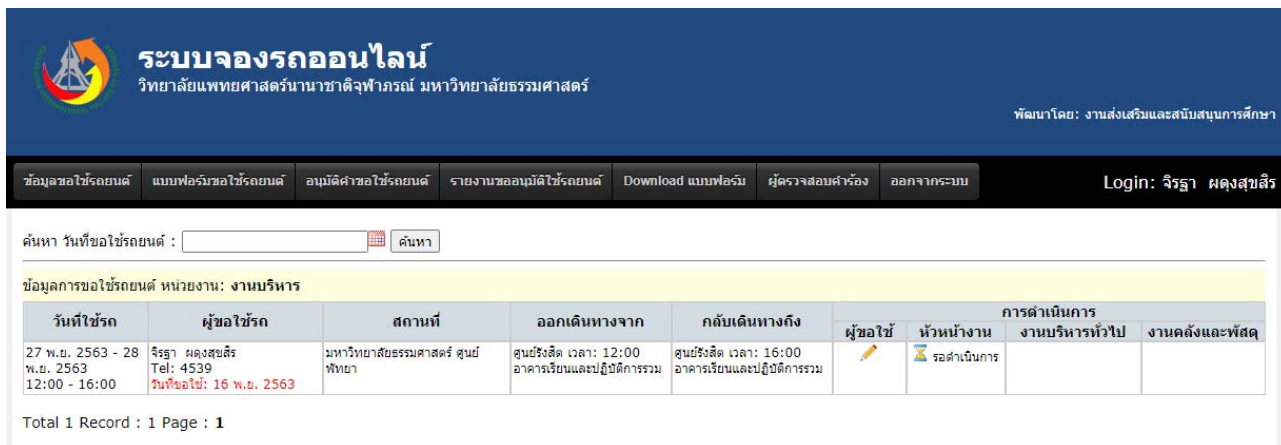 ระบบจองรถออนไลน์
วิทยาลัยแพทยศาสตร์นานาชาติจุฬาภรณ์ มหาวิทยาลัยธรรมศาสตร์
พัฒนาโดย: งานส่งเสริมและสนับสนุนการศึกษา
ข้อมูลขอใช้รถยนต์ แบบฟอร์มขอใช้รถยนต์ อนุมัติคำขอใช้รถยนต์ รายงานขออนุมัติใช้รถยนต์ Download แบบฟอร์ม ผู้ตรวจสอบคำร้อง ออกจากระบบ Login: จิรฐา ผดุงสุขสิร
ค้นหา วันที่ขอใช้รถยนต์ : ค้นหา
ข้อมูลการขอใช้รถยนต์ หน่วยงาน: งานบริหาร
วันที่ใช้รถ ผู้ขอใช้รถ สถานที่ ออกเดินทางจาก กลับเดินทางถึง การดำเนินการ
ผู้ขอใช้ หัวหน้างาน งานบริหารทั่วไป งานคลังและพัสดุ
27 พ.ย. 2563 - 28 จิรฐา ผดุงสุขสิร มหาวิทยาลัยธรรมศาสตร์ ศูนย์ ศูนย์รังสิต เวลา: 12:00 ศูนย์รังสิต เวลา: 16:00 รอดำเนินการ
พ.ย. 2563 Tel: 4539 พัทยา อาคารเรียนและปฏิบัติการรวม อาคารเรียนและปฏิบัติการรวม
12:00 - 16:00 วันที่ขอใช้: 16 พ.ย. 2563
Total 1 Record : 1 Page : 1